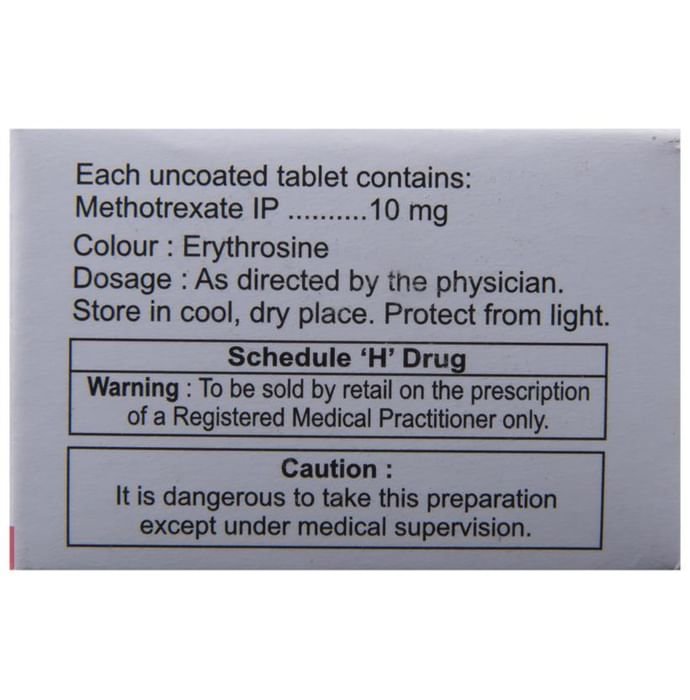 Each uncoated tablet contains:
Methotrexate IP ..........10 mg
Colour : Erythrosine
Dosage : As directed by the physician.
Store in cool, dry place. Protect from light.
Schedule ‘H’ Drug
Warning : To be sold by retail on the prescription
of a Registered Medical Practitioner only.
Caution :
It is dangerous to take this preparation
except under medical supervision.